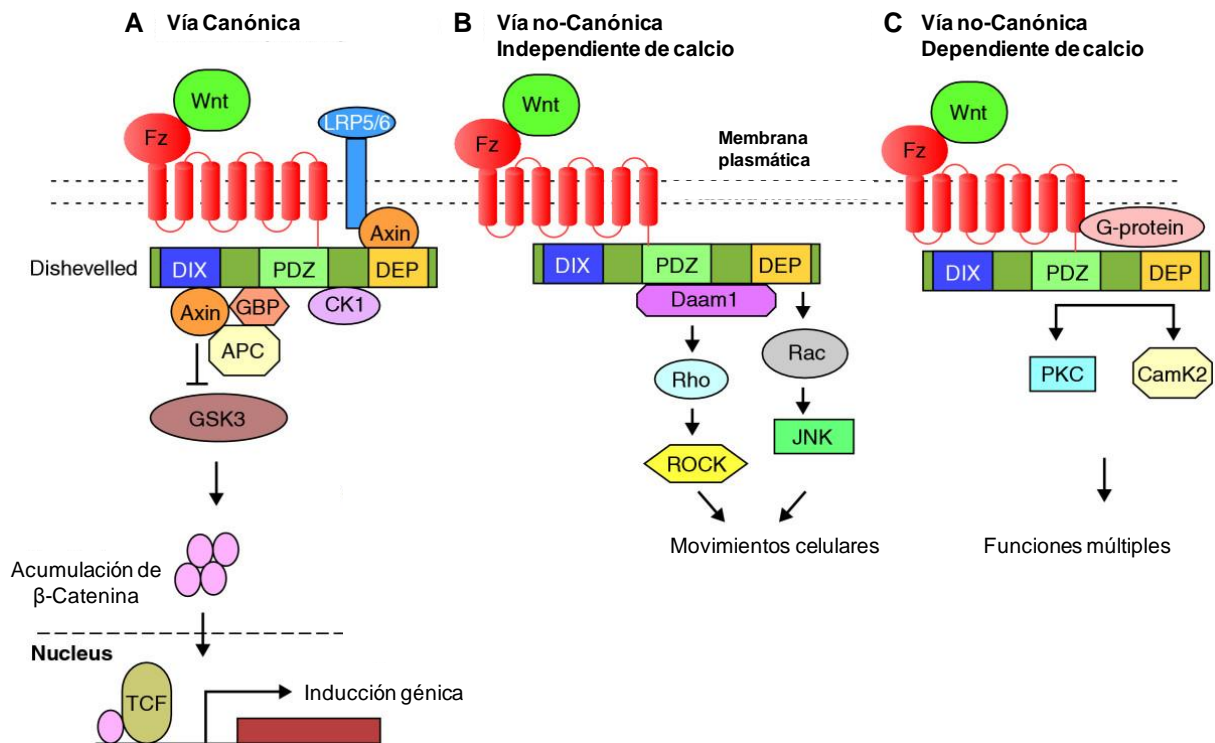 A Vía Canónica
Wnt
Fz
LRP5/6
Axin
Dishevelled
DIX
PDZ
DEP
Axin
GBP
CK1
APC
GSK3
Acumulación de
β-Catenina
Nucleus
TCF
Inducción génica
B Vía no-Canónica
Independiente de calcio
Wnt
Fz
Membrana
plasmática
DIX
PDZ
DEP
Daam1
Rho
Rac
ROCK
JNK
Movimientos celulares
C Vía no-Canónica
Dependiente de calcio
Wnt
Fz
G-protein
DIX
PDZ
DEP
PKC
CamK2
Funciones múltiples